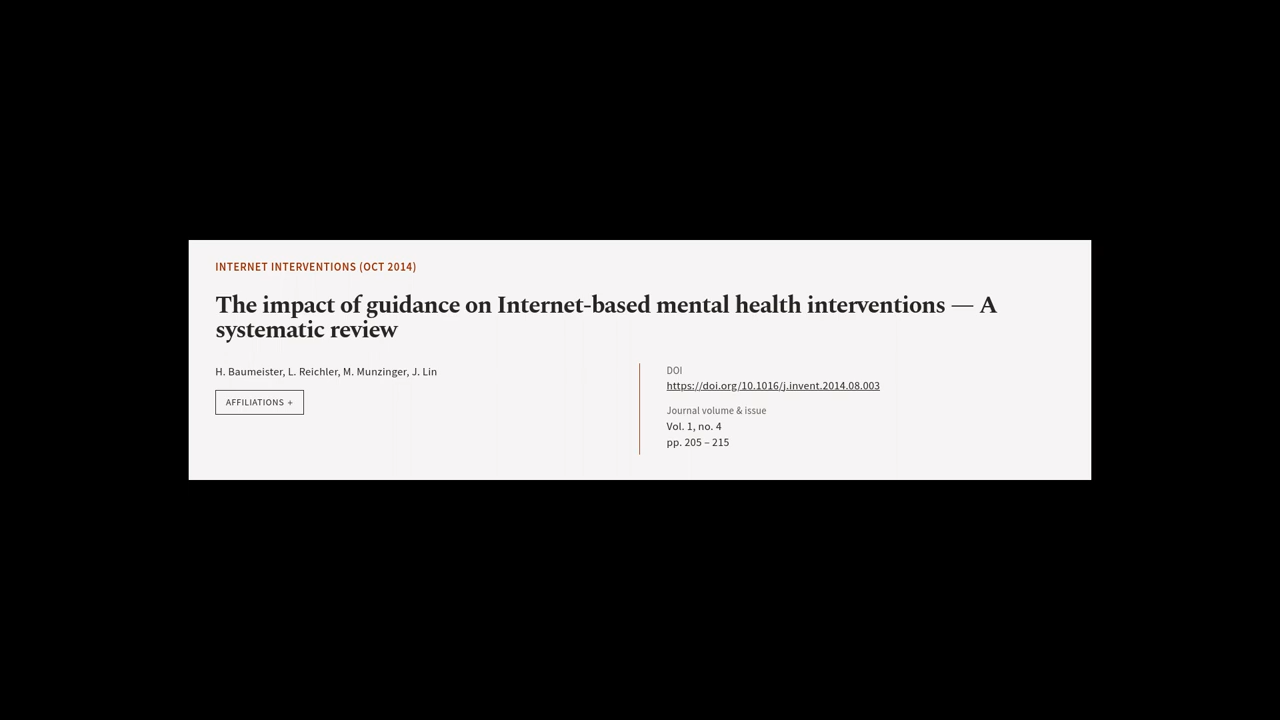 INTERNET INTERVENTIONS (OCT 2014)
The impact of guidance on Internet-based mental health interventions — A
systematic review
H. Baumeister, L. Reichler, M. Munzinger, J. Lin
AFFILIATIONS +
DOI
https://doi.org/10.1016/j.invent.2014.08.003
Journal volume & issue
Vol. 1, no. 4
pp. 205 – 215